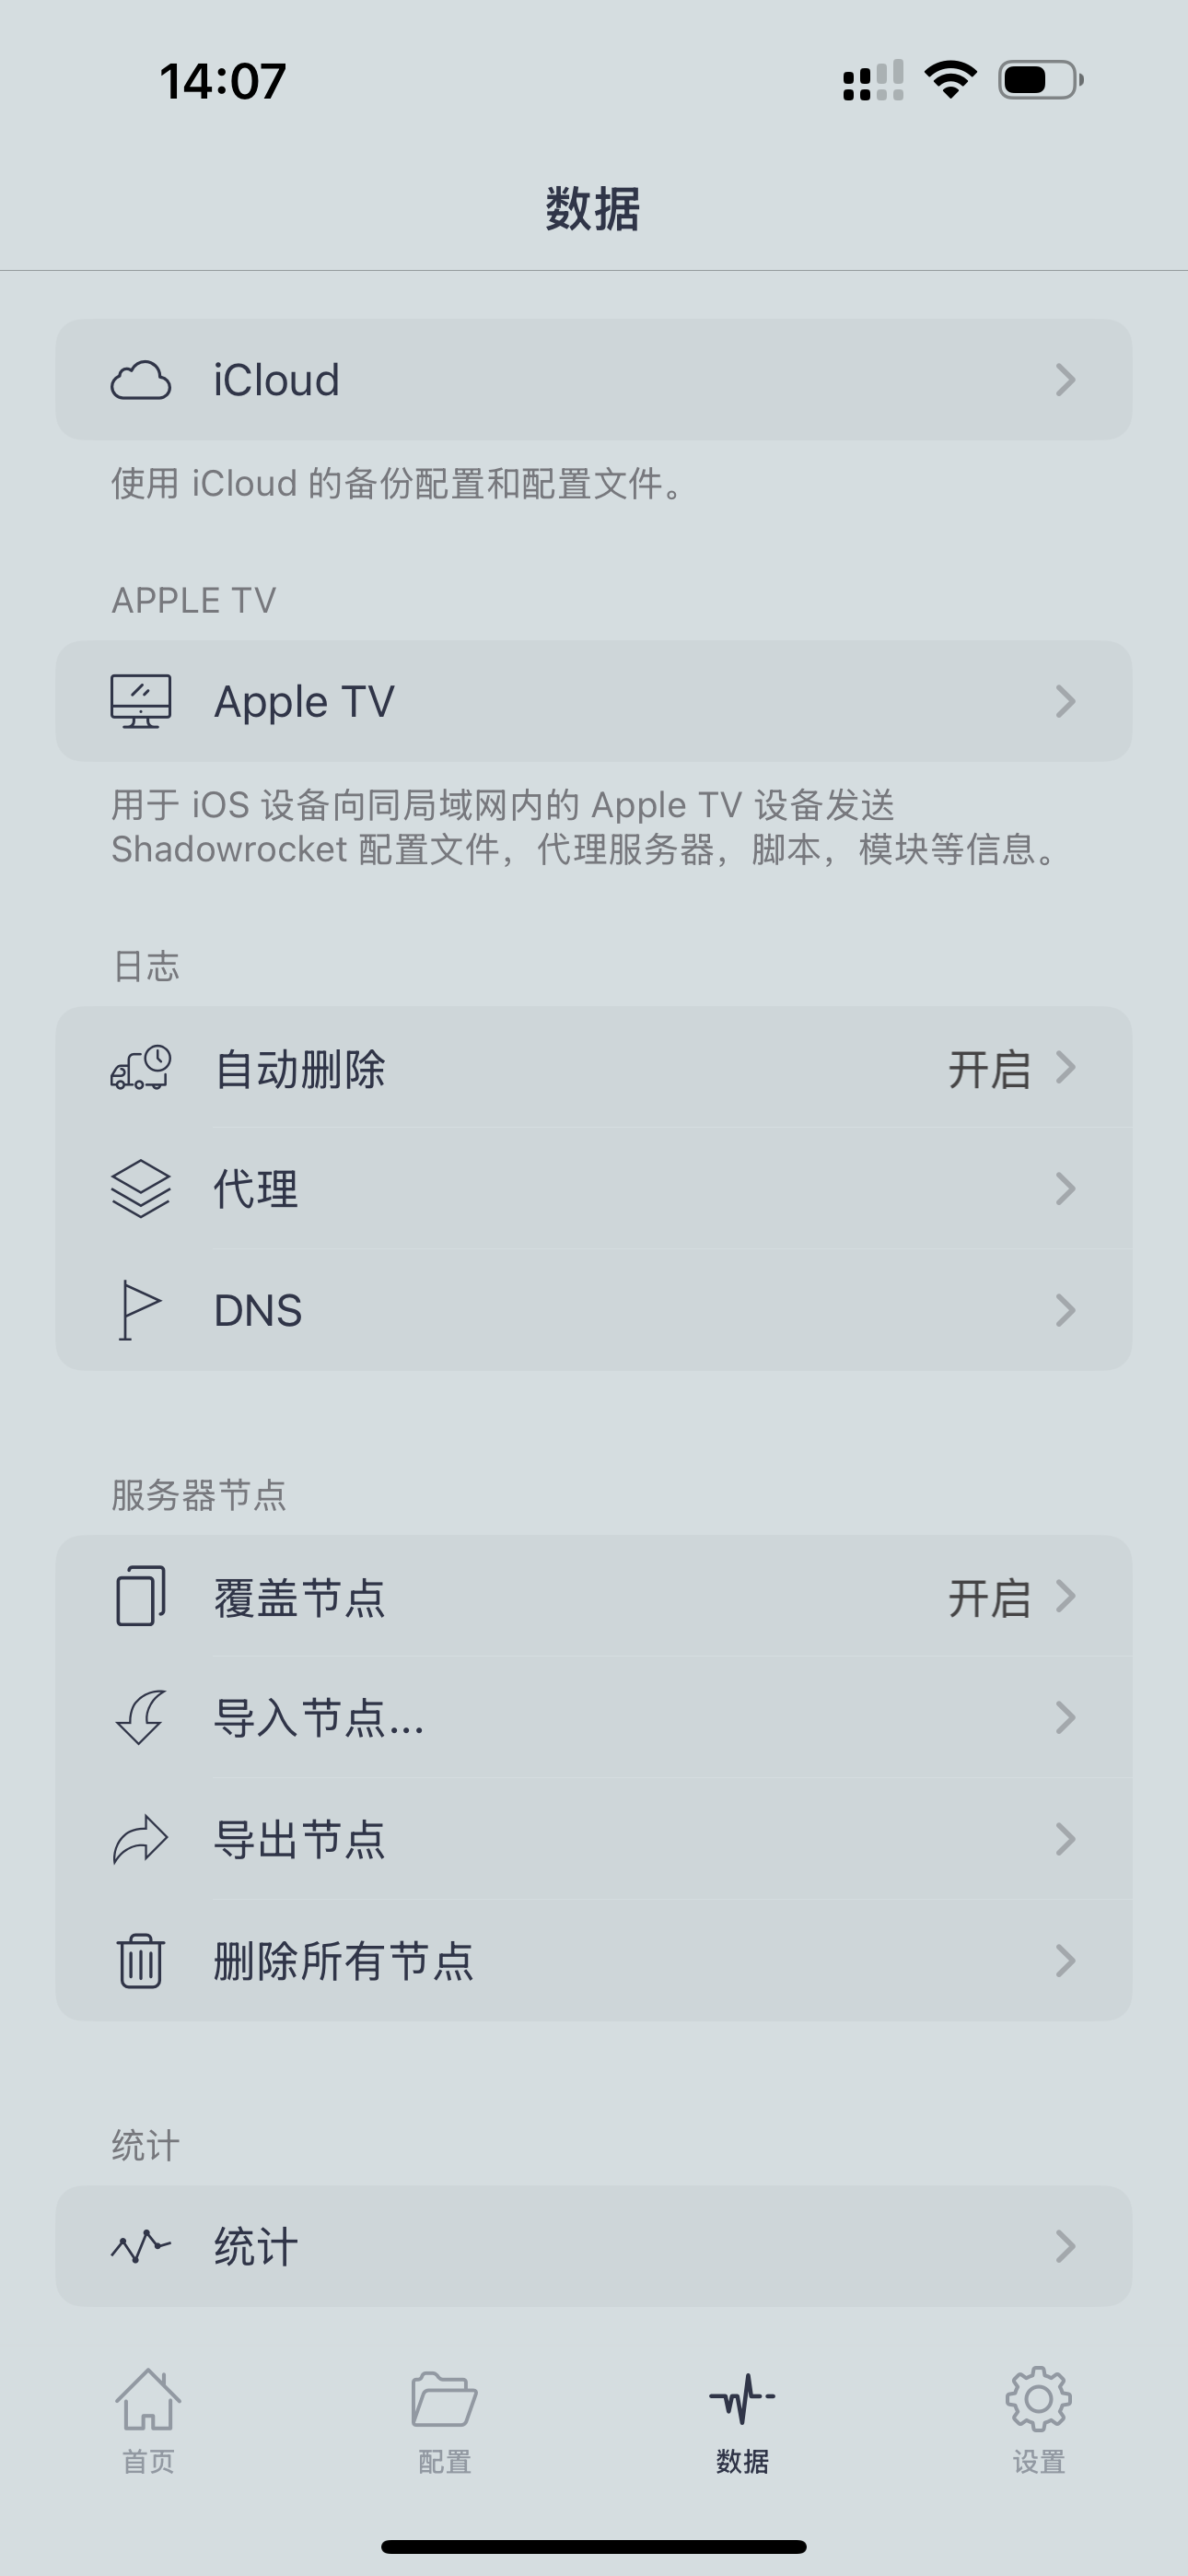 14:07
数据
iCloud
使用 iCloud 的备份配置和配置文件。
APPLE TV
Apple TV
用于 iOS 设备向同局域网内的 Apple TV 设备发送
Shadowrocket 配置文件，代理服务器，脚本，模块等信息。
日志
自动删除 开启
代理
DNS
服务器节点
覆盖节点 开启
导入节点...
导出节点
删除所有节点
统计
统计
首页 配置 数据 设置